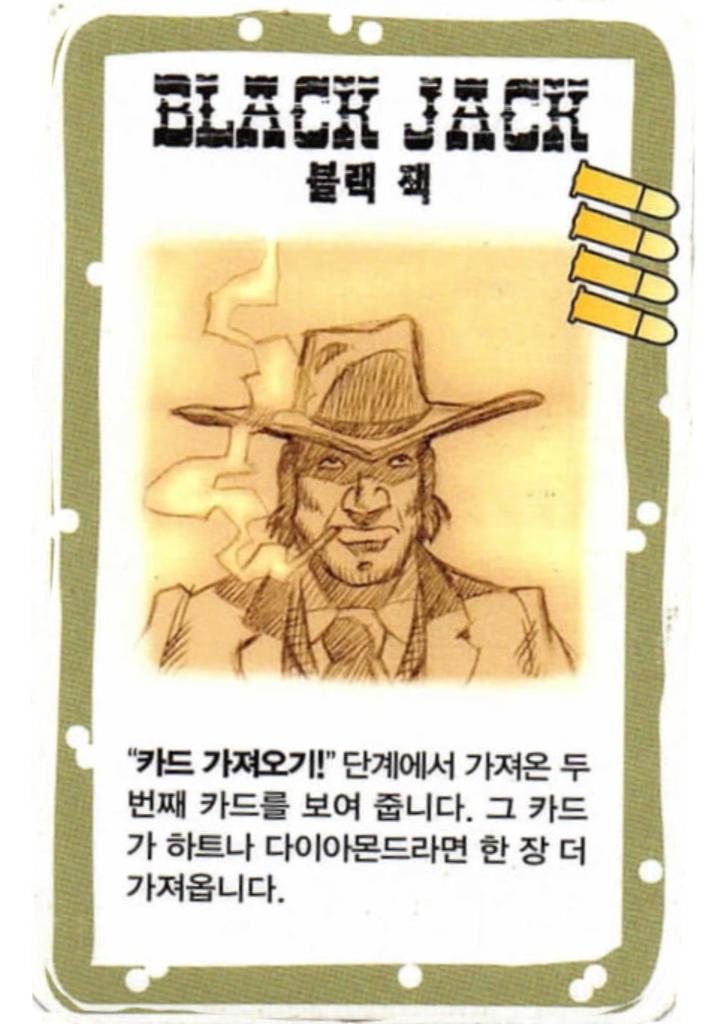 BLACK JACK
블랙 잭
“카드 가져오기!” 단계에서 가져온 두
번째 카드를 보여 줍니다. 그 카드
가 하트나 다이아몬드라면 한 장 더
가져옵니다.